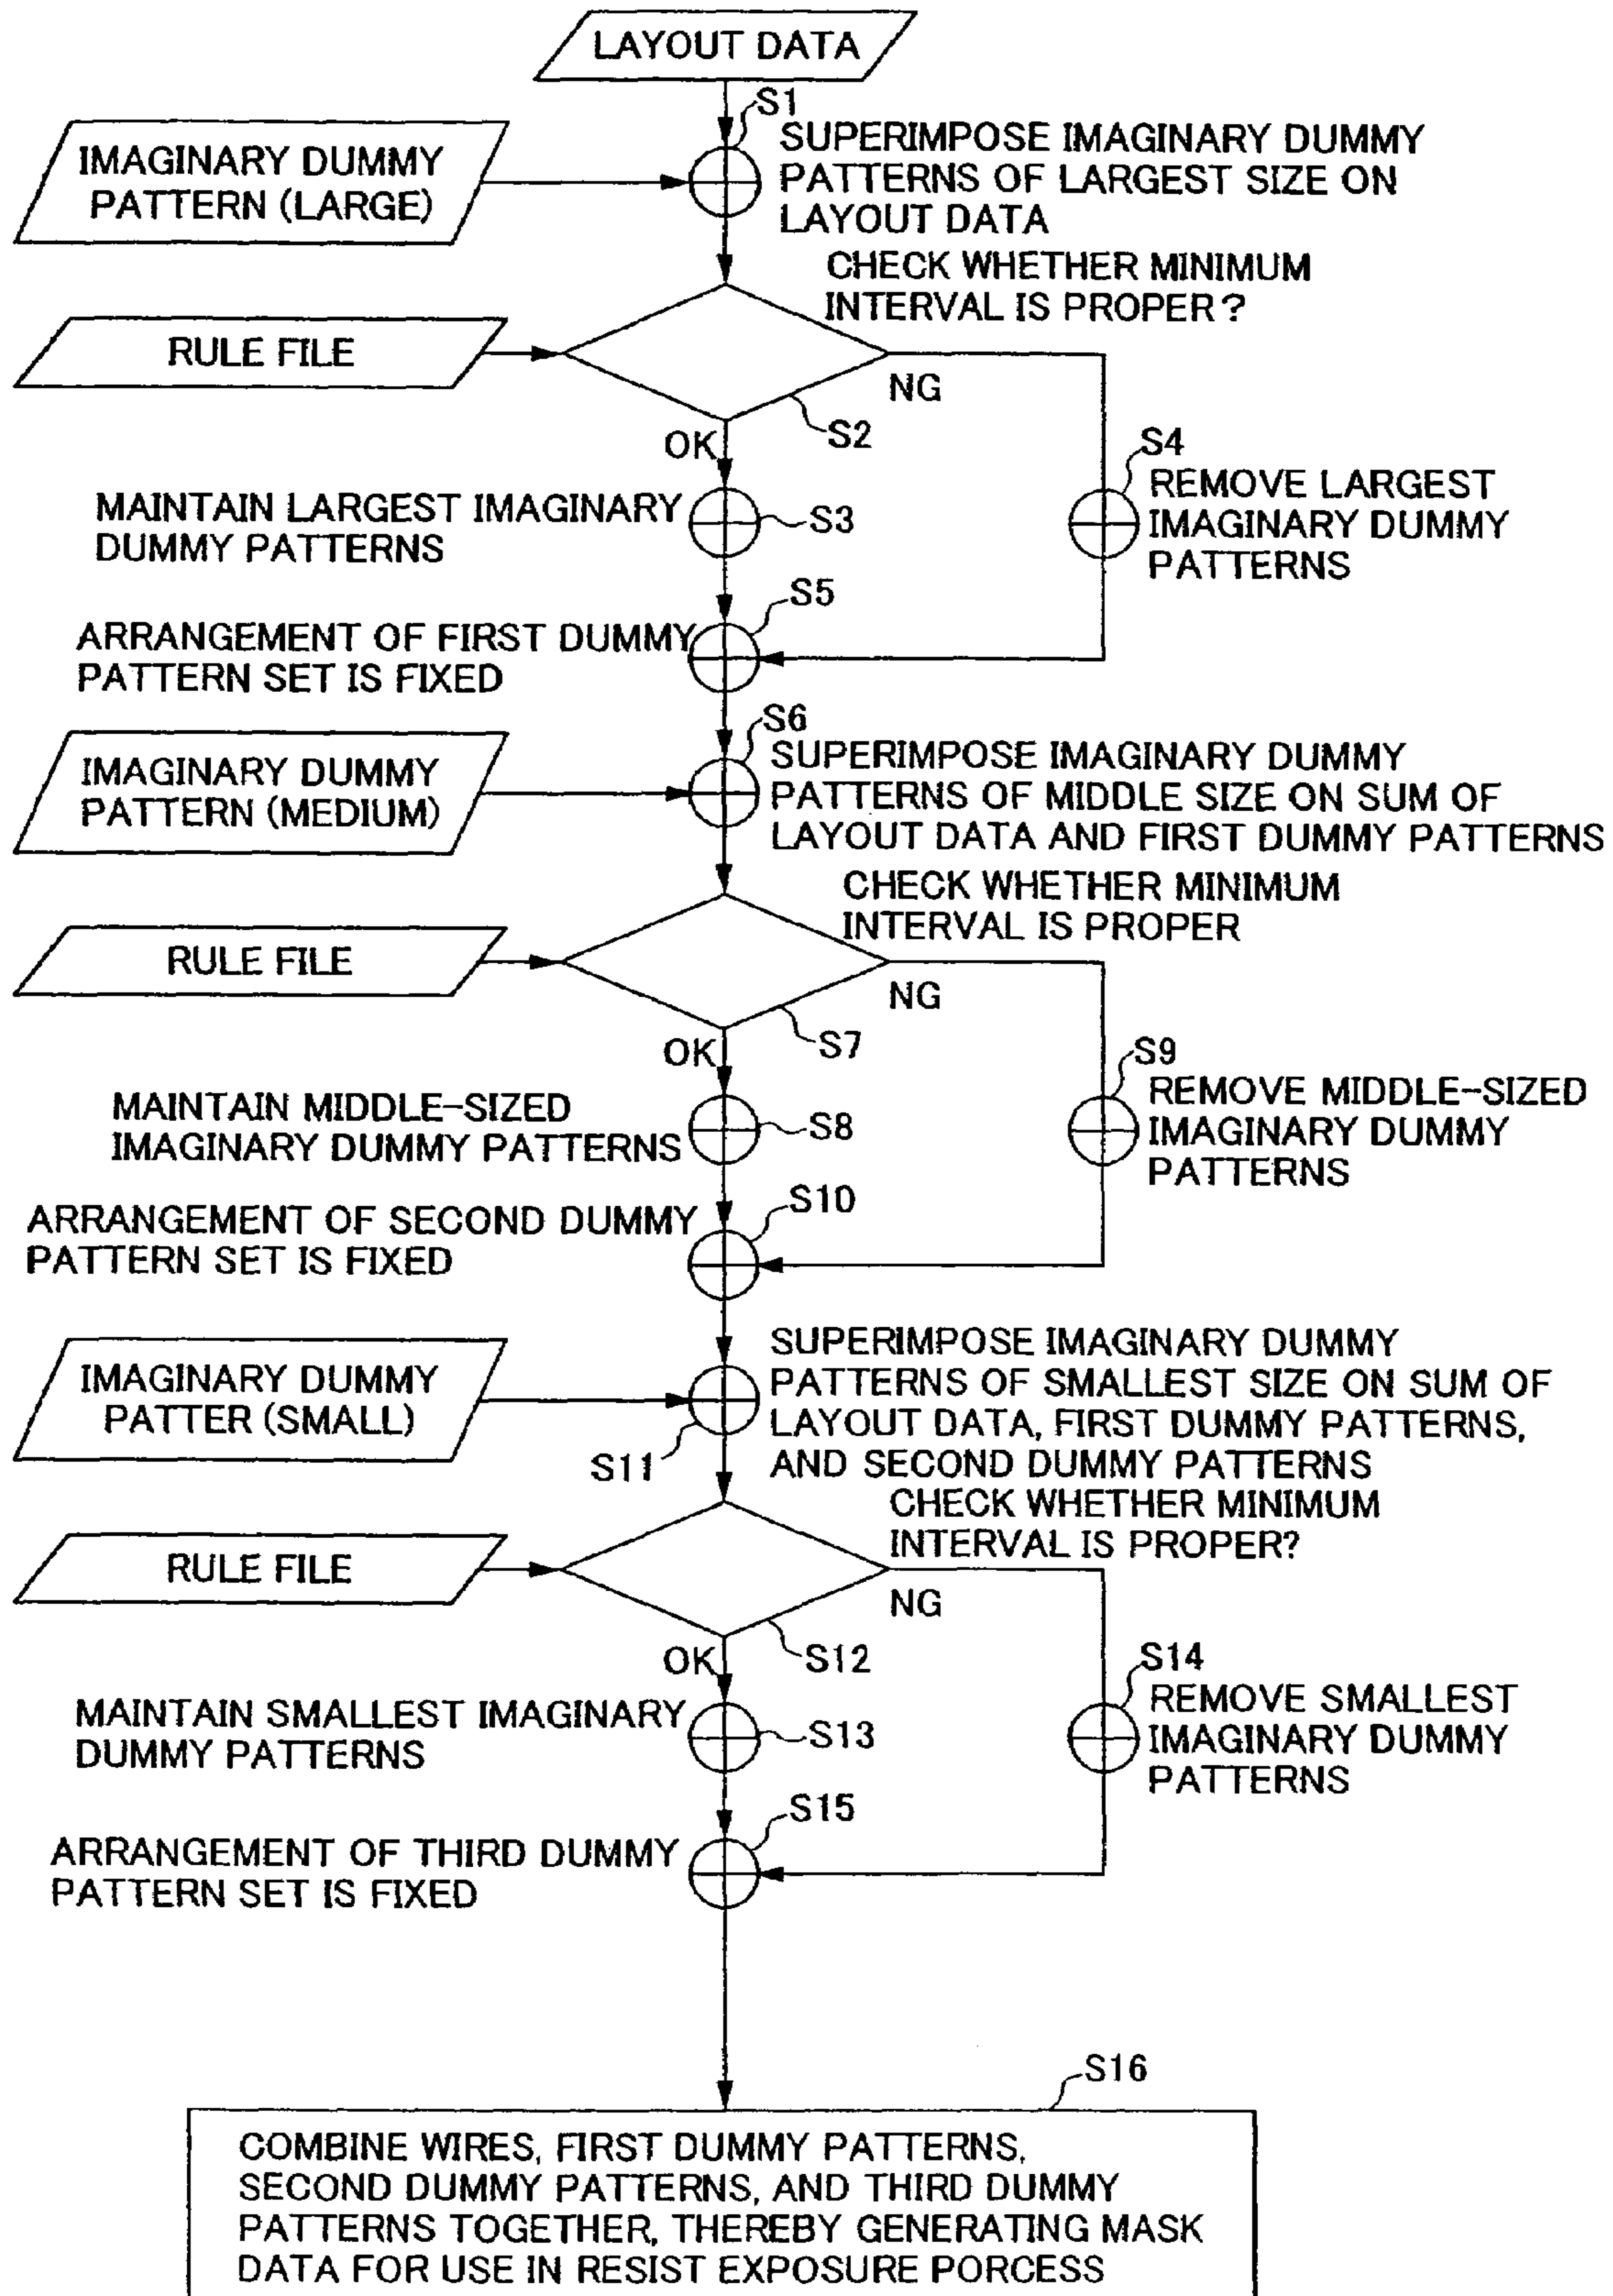 LAYOUT DATA
S1
IMAGINARY DUMMY
PATTERN (LARGE)
SUPERIMPOSE IMAGINARY DUMMY
PATTERNS OF LARGEST SIZE ON
LAYOUT DATA
CHECK WHETHER MINIMUM
INTERVAL IS PROPER?
RULE FILE
NG
S2
OK
S4
REMOVE LARGEST
IMAGINARY DUMMY
PATTERNS
MAINTAIN LARGEST IMAGINARY
DUMMY PATTERNS
S3
S5
ARRANGEMENT OF FIRST DUMMY
PATTERN SET IS FIXED
S6
IMAGINARY DUMMY
PATTERN (MEDIUM)
SUPERIMPOSE IMAGINARY DUMMY
PATTERNS OF MIDDLE SIZE ON SUM OF
LAYOUT DATA AND FIRST DUMMY PATTERNS
CHECK WHETHER MINIMUM
INTERVAL IS PROPER
RULE FILE
NG
S7
OK
S9
REMOVE MIDDLE-SIZED
IMAGINARY DUMMY
PATTERNS
MAINTAIN MIDDLE-SIZED
IMAGINARY DUMMY PATTERNS
S8
S10
ARRANGEMENT OF SECOND DUMMY
PATTERN SET IS FIXED
IMAGINARY DUMMY
PATTER (SMALL)
S11
SUPERIMPOSE IMAGINARY DUMMY
PATTERNS OF SMALLEST SIZE ON SUM OF
LAYOUT DATA, FIRST DUMMY PATTERNS,
AND SECOND DUMMY PATTERNS
CHECK WHETHER MINIMUM
INTERVAL IS PROPER?
RULE FILE
NG
S12
OK
S14
REMOVE SMALLEST
IMAGINARY DUMMY
PATTERNS
MAINTAIN SMALLEST IMAGINARY
DUMMY PATTERNS
S13
S15
ARRANGEMENT OF THIRD DUMMY
PATTERN SET IS FIXED
S16
COMBINE WIRES, FIRST DUMMY PATTERNS,
SECOND DUMMY PATTERNS, AND THIRD DUMMY
PATTERNS TOGETHER, THEREBY GENERATING MASK
DATA FOR USE IN RESIST EXPOSURE PORCESS